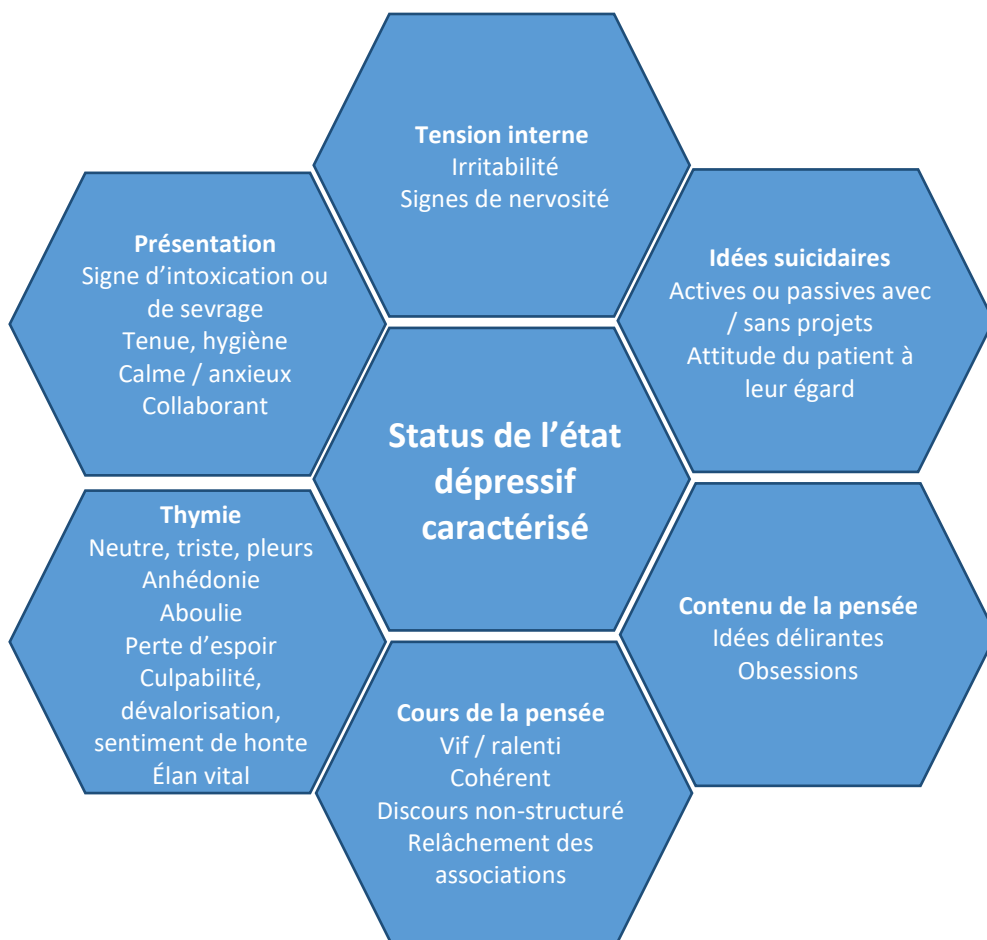 Tension interne
Irritabilité
Signes de nervosité
Présentation
Signe d’intoxication ou
de sevrage
Tenue, hygiène
Calme / anxieux
Collaborant
Idées suicidaires
Actives ou passives avec
/ sans projets
Attitude du patient à
leur égard
Status de l’état
dépressif
caractérisé
Thymie
Neutre, triste, pleurs
Anhédonie
Aboulie
Perte d’espoir
Culpabilité,
dévalorisation,
sentiment de honte
Élan vital
Contenu de la pensée
Idées délirantes
Obsessions
Cours de la pensée
Vif / ralenti
Cohérent
Discours non-structuré
Relâchement des
associations